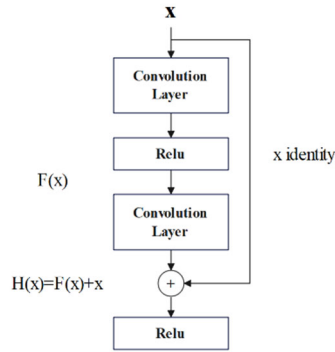 x
Convolution
Layer
Relu
x identity
F(x)
Convolution
Layer
H(x)=F(x)+x
+
Relu